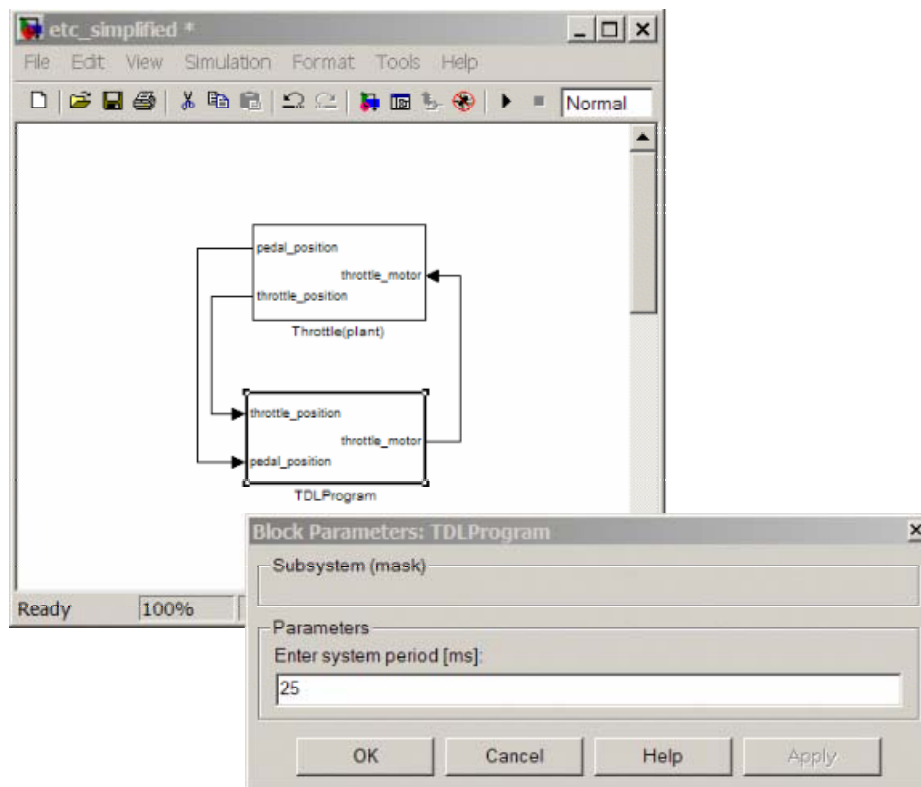 etc_simplified *
File Edit View Simulation Format Tools Help
Normal
pedal_position
throttle_motor
throttle_position
Throttle(plant)
throttle_position
throttle_motor
pedal_position
TDLProgram
Ready 100%
Block Parameters: TDLProgram
Subsystem (mask)
Parameters
Enter system period [ms]:
25
OK Cancel Help Apply